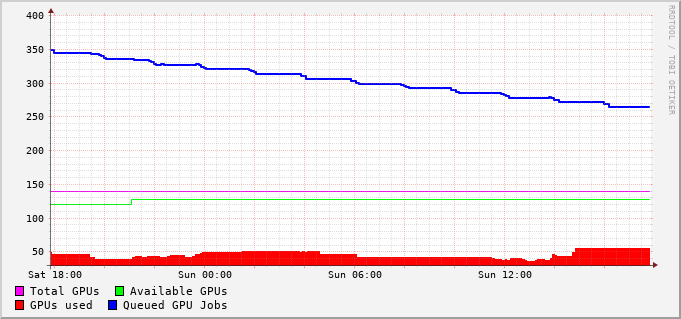 400
350
300
250
200
150
100
50
Sat 18:00 Sun 00:00 Sun 06:00 Sun 12:00
Total GPUs Available GPUs
GPUs used Queued GPU Jobs
RRDTOOL / TOBI OETIKER